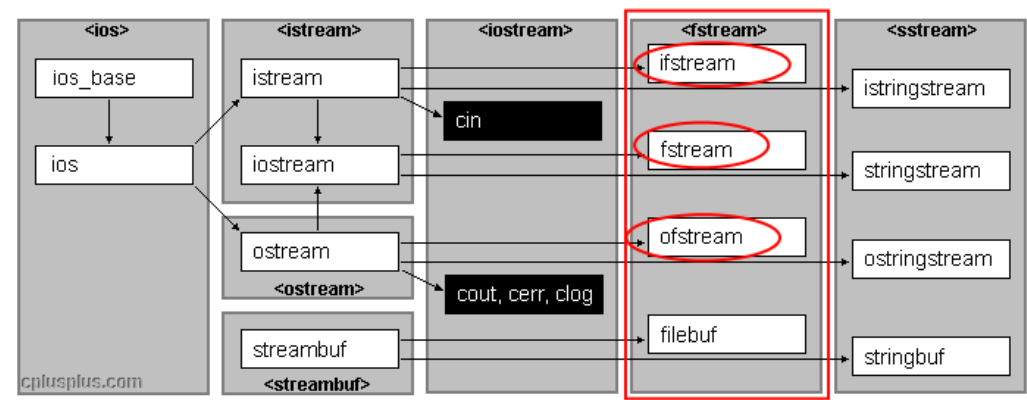 <ios>
ios_base
ios
cplusplus.com
<istream>
istream
iostream
ostream
<ostream>
streambuf
<streambuf>
<iostream>
cin
cout, cerr, clog
<fstream>
ifstream
fstream
ofstream
filebuf
<sstream>
istringstream
stringstream
ostringstream
stringbuf